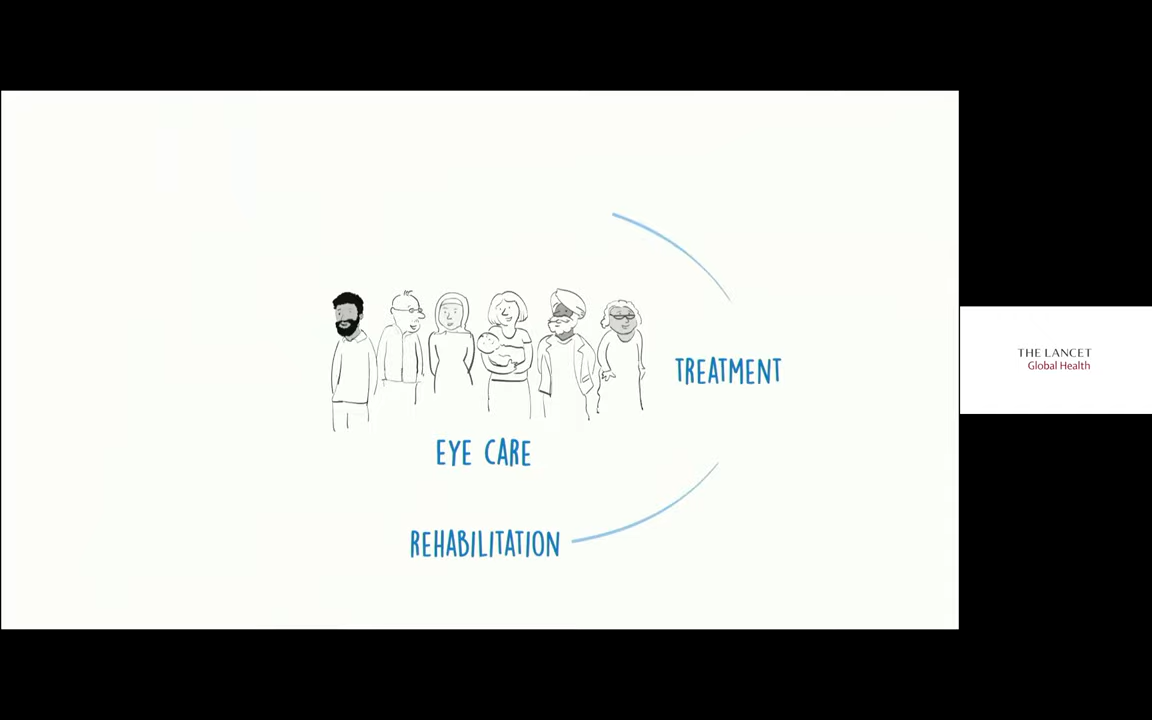 TREATMENT
EYE CARE
REHABILITATION
THE LANCET
Global Health